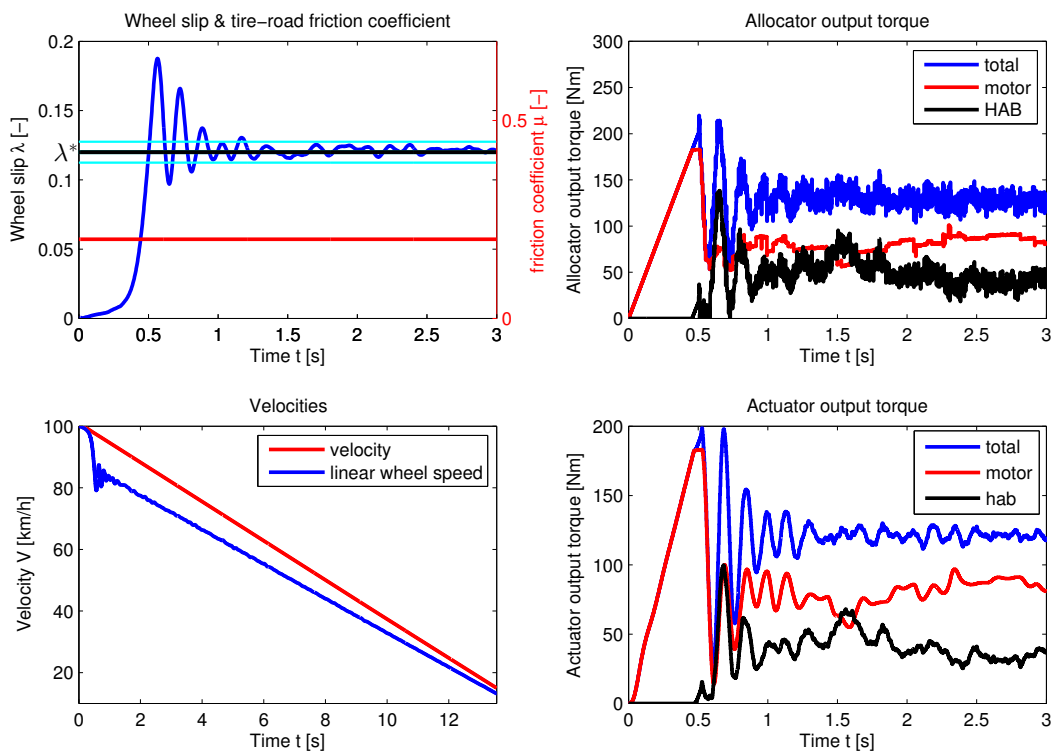 Wheel slip & tire−road friction coefficient
Wheel slip λ [−]
0.2
0.15
λ*
0.1
0.05
0
0.5
0
friction coefficient μ [−]
0 0.5 1 1.5 2 2.5 3
Time t [s]
Allocator output torque
Allocator output torque [Nm]
300
250
200
150
100
50
0
total
motor
HAB
0 0.5 1 1.5 2 2.5 3
Time t [s]
Velocities
Velocity V [km/h]
100
80
60
40
20
velocity
linear wheel speed
0 2 4 6 8 10 12
Time t [s]
Actuator output torque
Actuator output torque [Nm]
200
150
100
50
0
total
motor
hab
0 0.5 1 1.5 2 2.5 3
Time t [s]